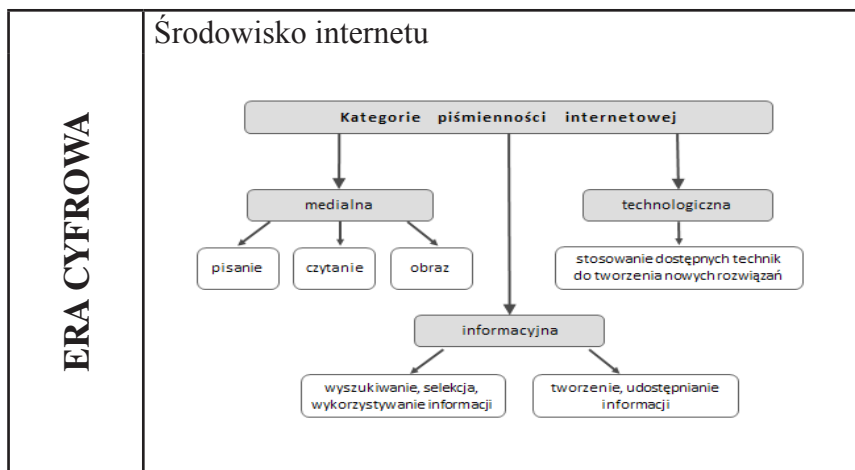 Środowisko internetu
ERA CYFROWA
Kategorie piśmienności internetowej
medialna
technologiczna
pisanie
czytanie
obraz
stosowanie dostępnych technik
do tworzenia nowych rozwiązań
informacyjna
wyszukiwanie, selekcja,
wykorzystywanie informacji
tworzenie, udostępnianie
informacji